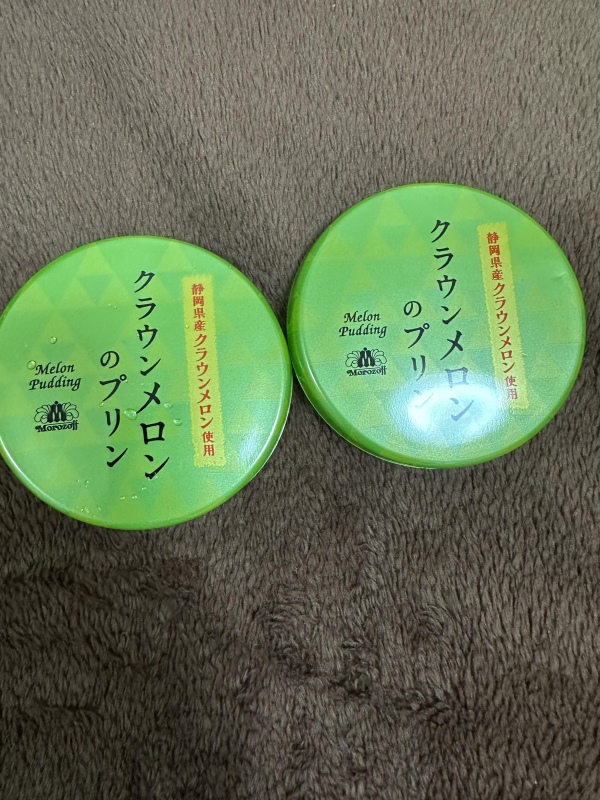 静岡県産クラウンメロン使用
クラウンメロン
のプリン
Melon
Pudding
Morozoff
静岡県産クラウンメロン使用
クラウンメロン
のプリン
Melon
Pudding
Morozoff